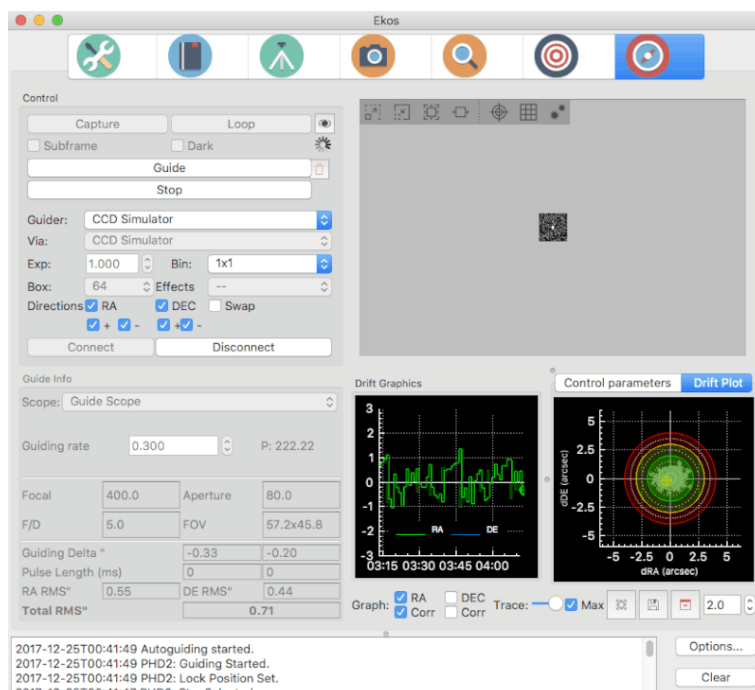 Ekos
Control
Capture Loop
Subframe Dark
Guide
Stop
Guider: CCD Simulator
Via: CCD Simulator
Exp: 1.000 Bin: 1x1
Box: 64 Effects --
Directions RA DEC Swap
+ - + -
Connect Disconnect
Guide Info
Scope: Guide Scope
Guiding rate 0.300 P: 222.22
Focal 400.0 Aperture 80.0
F/D 5.0 FOV 57.2x45.8
Guiding Delta " -0.33 -0.20
Pulse Length (ms) 0 0
RA RMS" 0.55 DE RMS" 0.44
Total RMS" 0.71
Drift Graphics
3
2
1
0
-1
-2
-3
RA DE
03:15 03:30 03:45 04:00
Control parameters Drift Plot
dDE (arcsec)
5
2.5
0
-2.5
-5
-5 -2.5 0 2.5 5
dRA (arcsec)
Graph: RA DEC Trace: Max 2.0
Corr Corr
2017-12-25T00:41:49 Autoguiding started.
2017-12-25T00:41:49 PHD2: Guiding Started.
2017-12-25T00:41:49 PHD2: Lock Position Set.
Options...
Clear